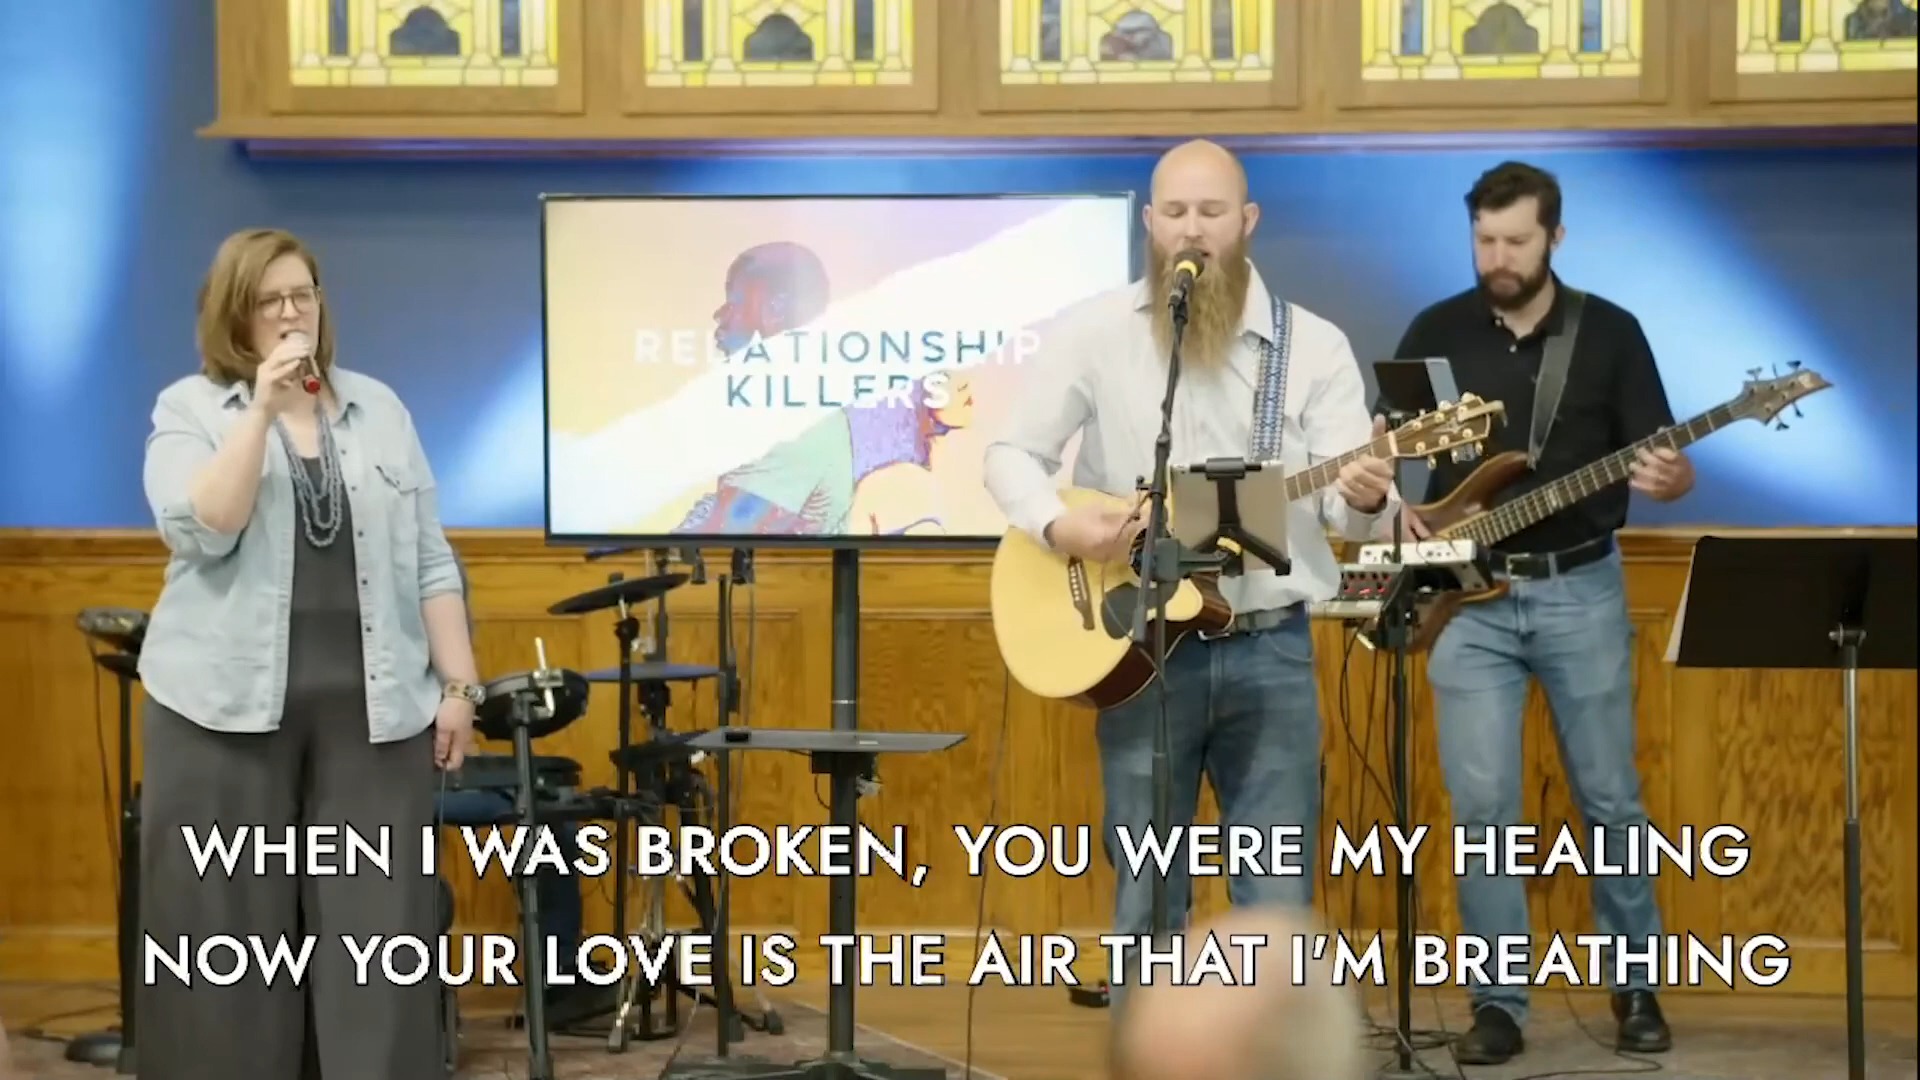 RELATIONSHIP
KILLERS
WHEN I WAS BROKEN, YOU WERE MY HEALING
NOW YOUR LOVE IS THE AIR THAT I'M BREATHING